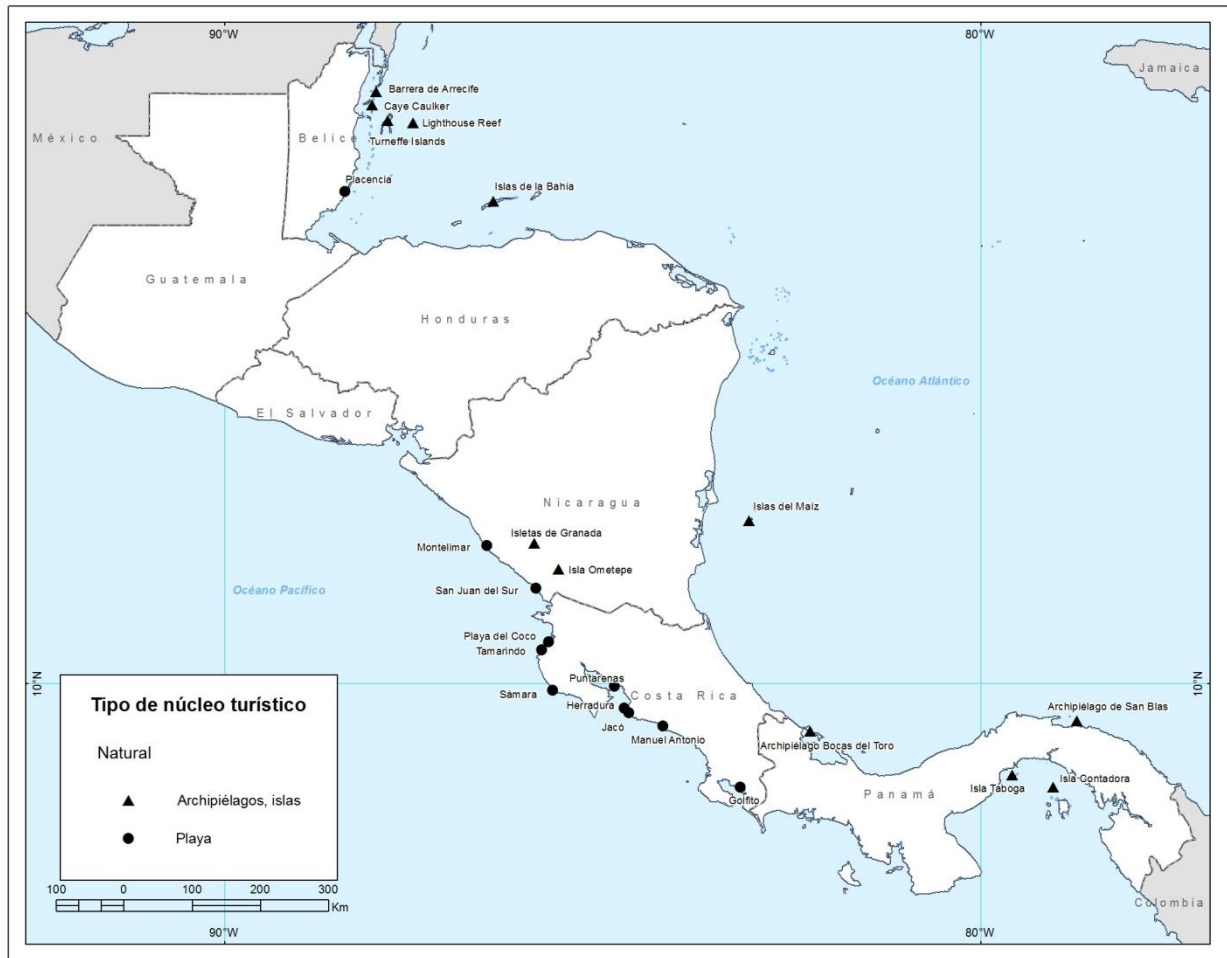 90°W
80°W
Jamaica
Barrera de Arrecife
Caye Caulker
Lighthouse Reef
Turneffe Islands
México
Belice
Placencia
Islas de la Bahía
Guatemala
Honduras
El Salvador
Océano Atlántico
Nicaragua
Islas del Maíz
Isletas de Granada
Montelimar
Isla Ometepe
San Juan del Sur
Océano Pacífico
Playa del Coco
Tamarindo
Puntarenas
10°N
10°N
Sámara
Costa Rica
Herradura
Jacó
Manuel Antonio
Archipiélago de San Blas
Archipiélago Bocas del Toro
Isla Contadora
Isla Taboga
Panamá
Golfito
Colombia
Tipo de núcleo turístico
Natural
Archipiélagos, islas
Playa
100 0 100 200 300
Km
90°W
80°W